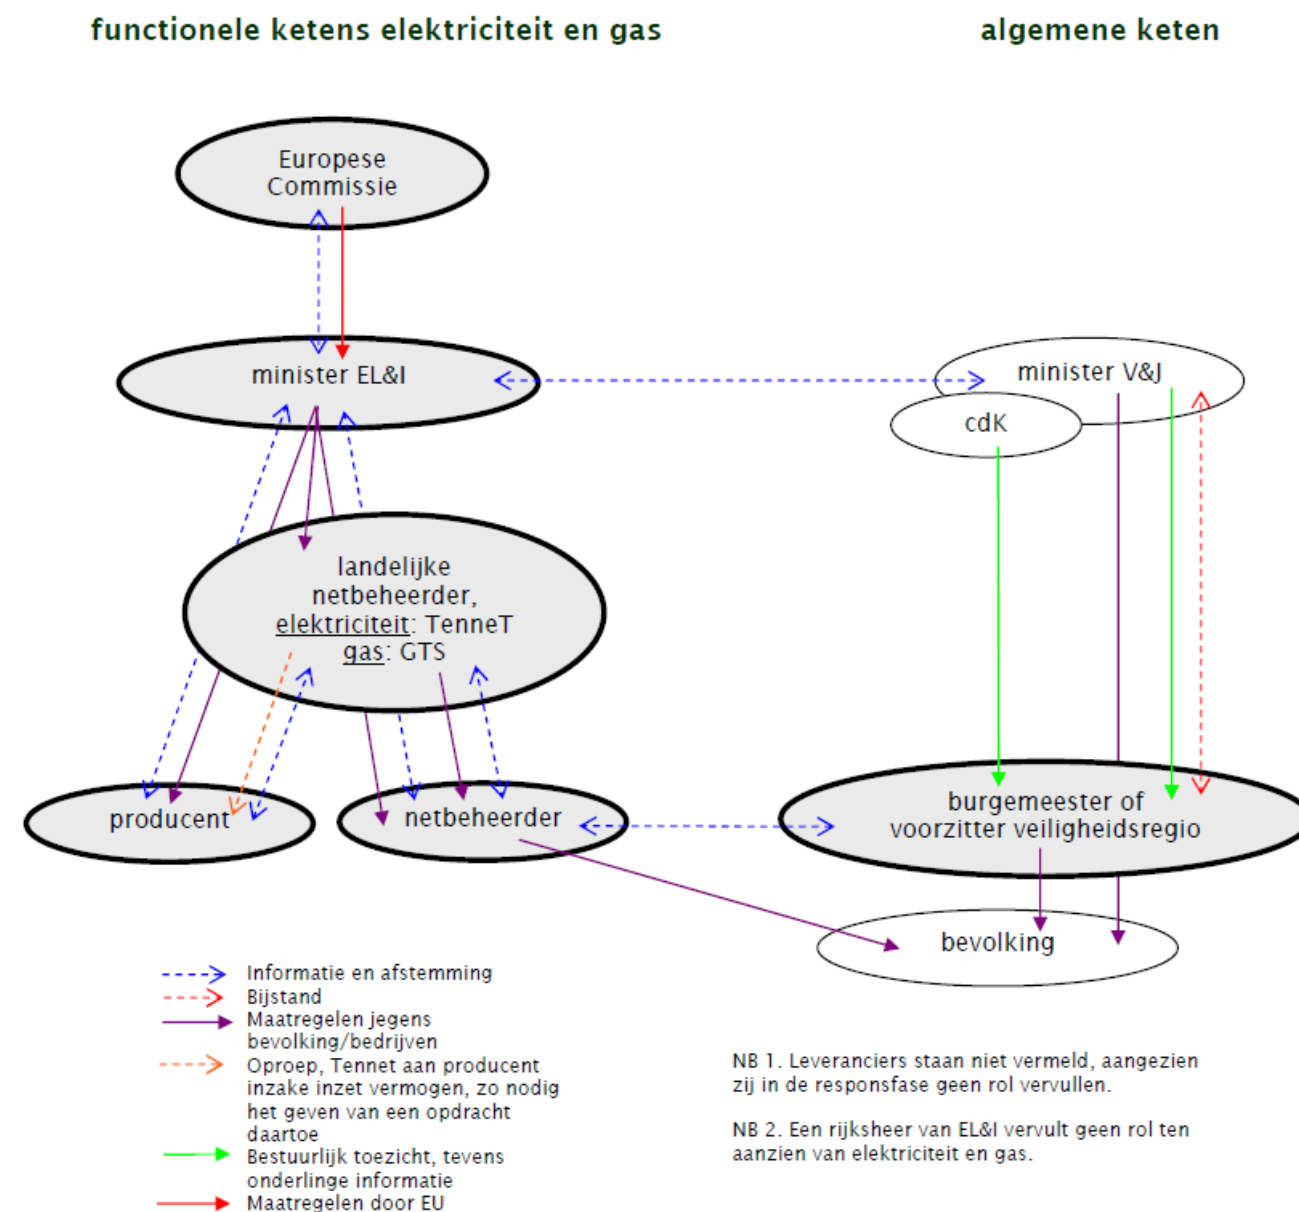 functionele ketens elektriciteit en gas
algemene keten
Europese
Commissie
minister EL&I
minister V&J
cdK
landelijke
netbeheerder,
elektriciteit: TenneT
gas: GTS
producent
netbeheerder
burgemeester of
voorzitter veiligheidsregio
bevolking
Informatie en afstemming
Bijstand
Maatregelen jegens
bevolking/bedrijven
Oproep, Tennet aan producent
inzake inzet vermogen, zo nodig
het geven van een opdracht
daartoe
Bestuurlijk toezicht, tevens
onderlinge informatie
Maatregelen door EU
NB 1. Leveranciers staan niet vermeld, aangezien
zij in de responsfase geen rol vervullen.
NB 2. Een rijksheer van EL&I vervult geen rol ten
aanzien van elektriciteit en gas.